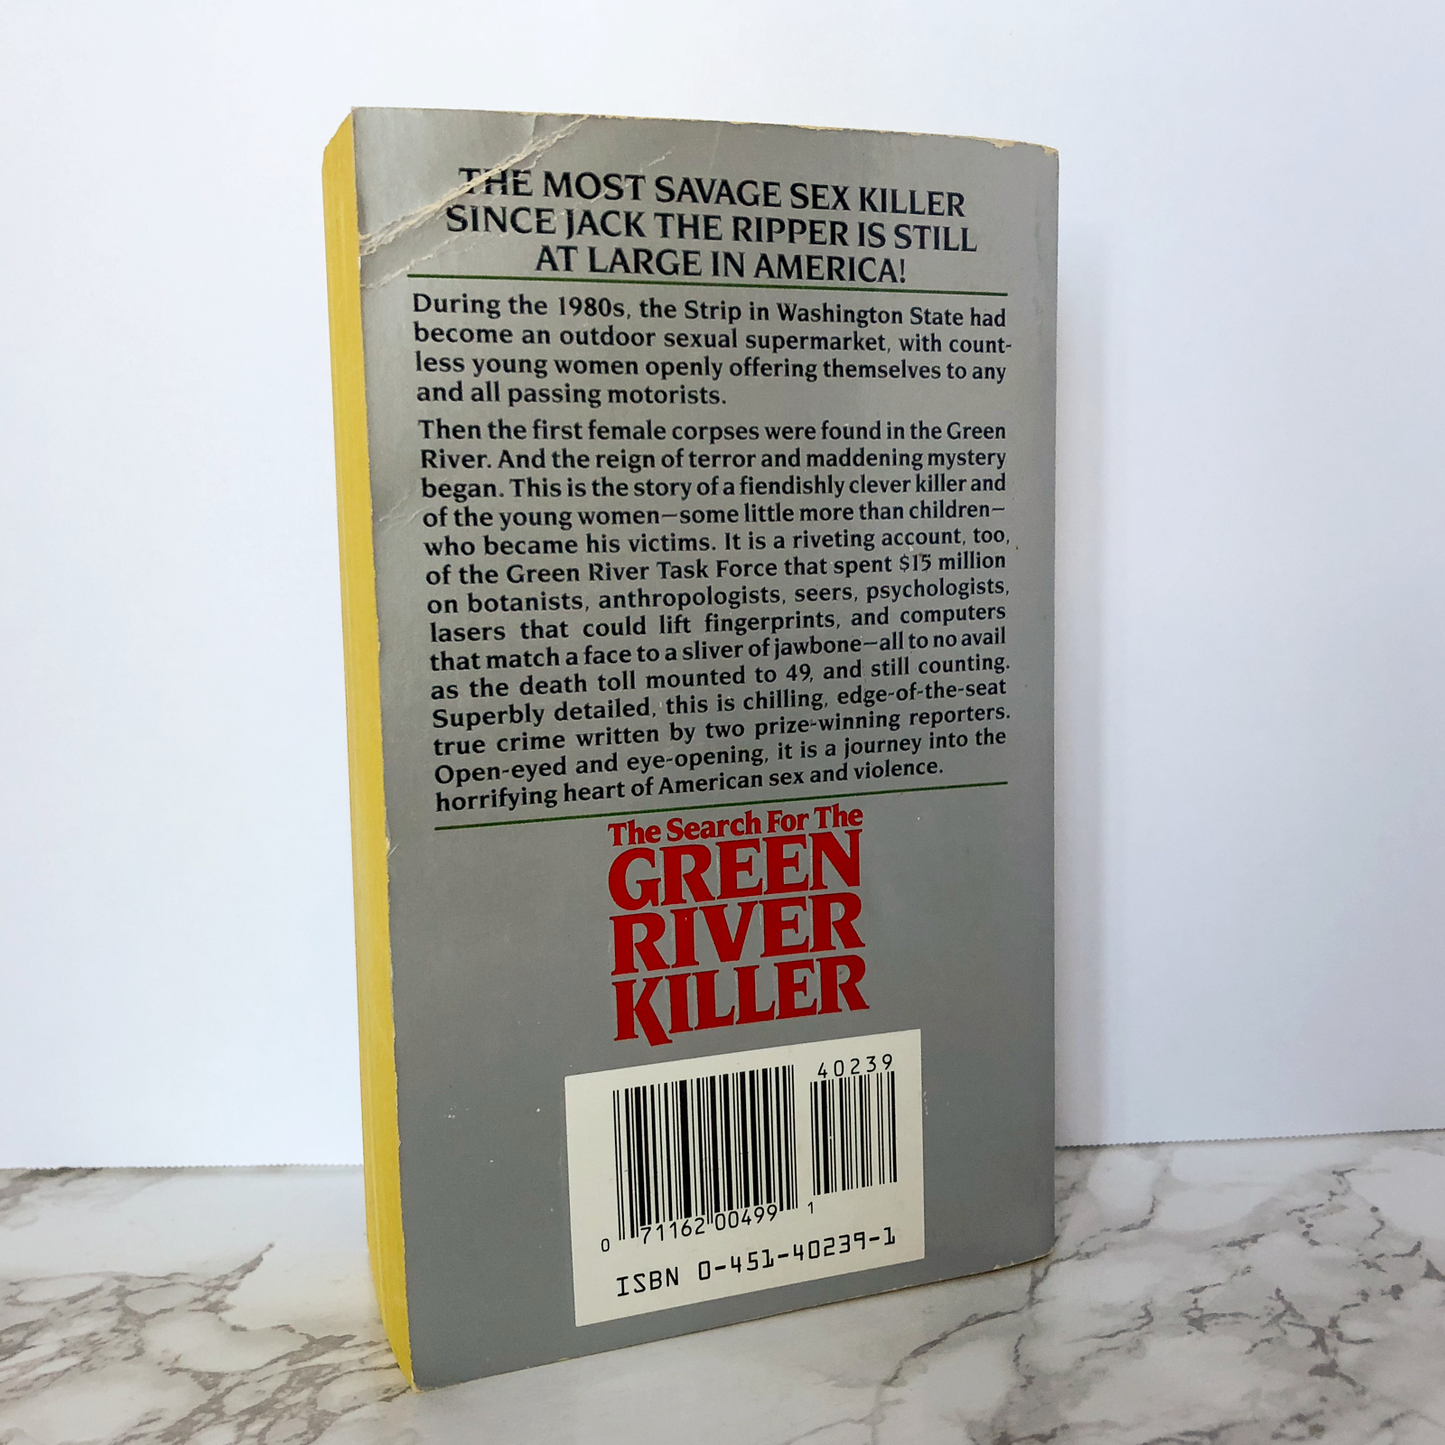 THE MOST SAVAGE SEX KILLER
SINCE JACK THE RIPPER IS STILL
AT LARGE IN AMERICA!
During the 1980s, the Strip in Washington State had
become an outdoor sexual supermarket, with count-
less young women openly offering themselves to any
and all passing motorists.
Then the first female corpses were found in the Green
River. And the reign of terror and maddening mystery
began. This is the story of a fiendishly clever killer and
of the young women—some little more than children—
who became his victims. It is a riveting account, too,
of the Green River Task Force that spent $15 million
on botanists, anthropologists, seers, psychologists,
lasers that could lift fingerprints, and computers
that match a face to a sliver of jawbone—all to no avail
as the death toll mounted to 49, and still counting.
Superbly detailed, this is chilling, edge-of-the-seat
true crime written by two prize-winning reporters.
Open-eyed and eye-opening, it is a journey into the
horrifying heart of American sex and violence.
The Search For The
GREEN
RIVER
KILLER
40239
0 71162 00499 1
ISBN 0-451-40239-1